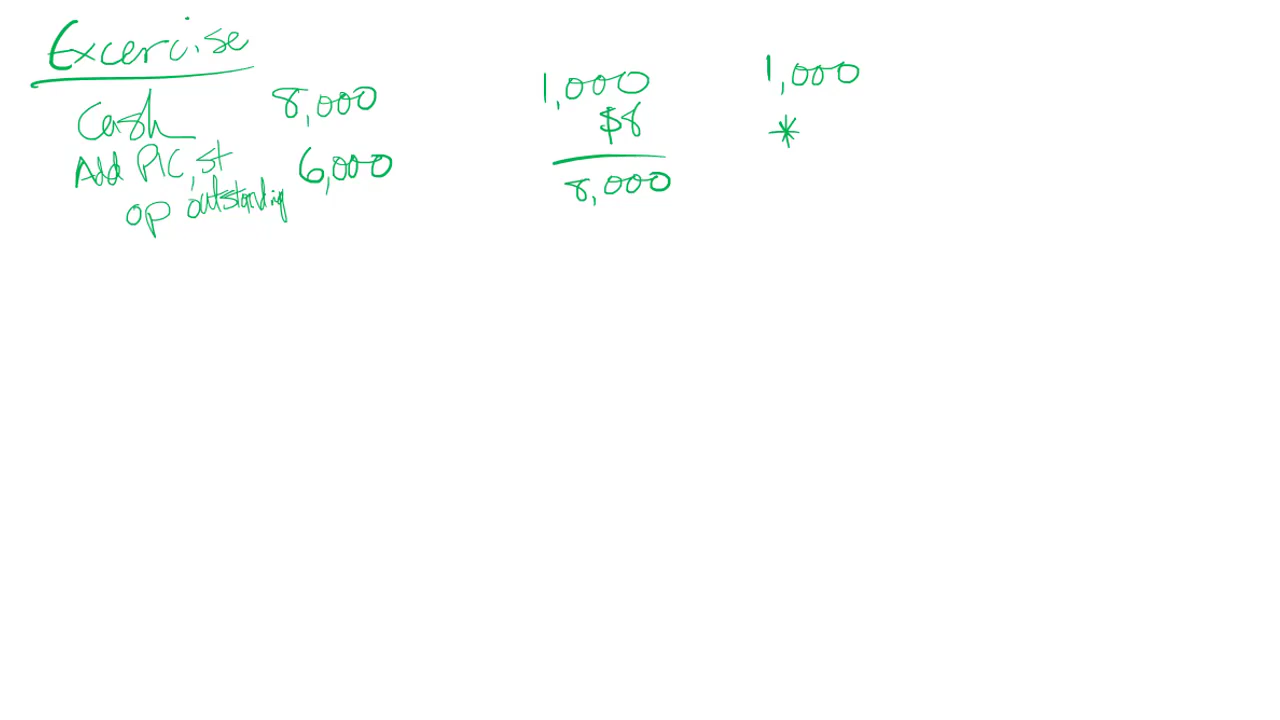 Excercise
Cash 8,000
Add PIC, st 6,000
op outstanding
1,000
$8
8,000
1,000
*